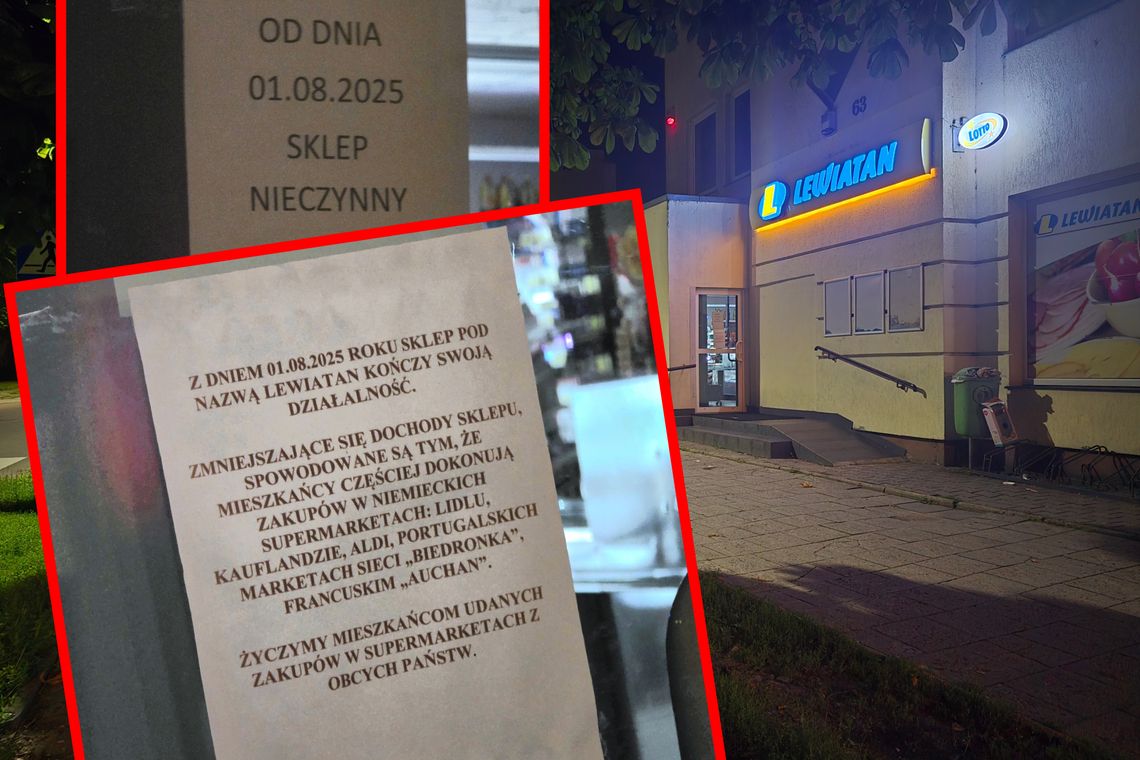 OD DNIA
01.08.2025
SKLEP
NIECZYNNY
Z DNIEM 01.08.2025 ROKU SKLEP POD
NAZWĄ LEWIATAN KOŃCZY SWOJĄ
DZIAŁALNOŚĆ.
ZMNIEJSZAJĄCE SIĘ DOCHODY SKLEPU,
SPOWODOWANE SĄ TYM, ŻE
MIESZKAŃCY CZĘŚCIEJ DOKONUJĄ
ZAKUPÓW W NIEMIECKICH
SUPERMARKETACH: LIDLU,
KAUFLANDZIE, ALDI, PORTUGALSKICH
MARKETACH SIECI „BIEDRONKA”,
FRANCUSKIM „AUCHAN”.
ŻYCZYMY MIESZKAŃCOM UDANYCH
ZAKUPÓW W SUPERMARKETACH Z
OBCYCH PAŃSTW.
63
L LEWIATAN
LOTTO
L LEWIATAN